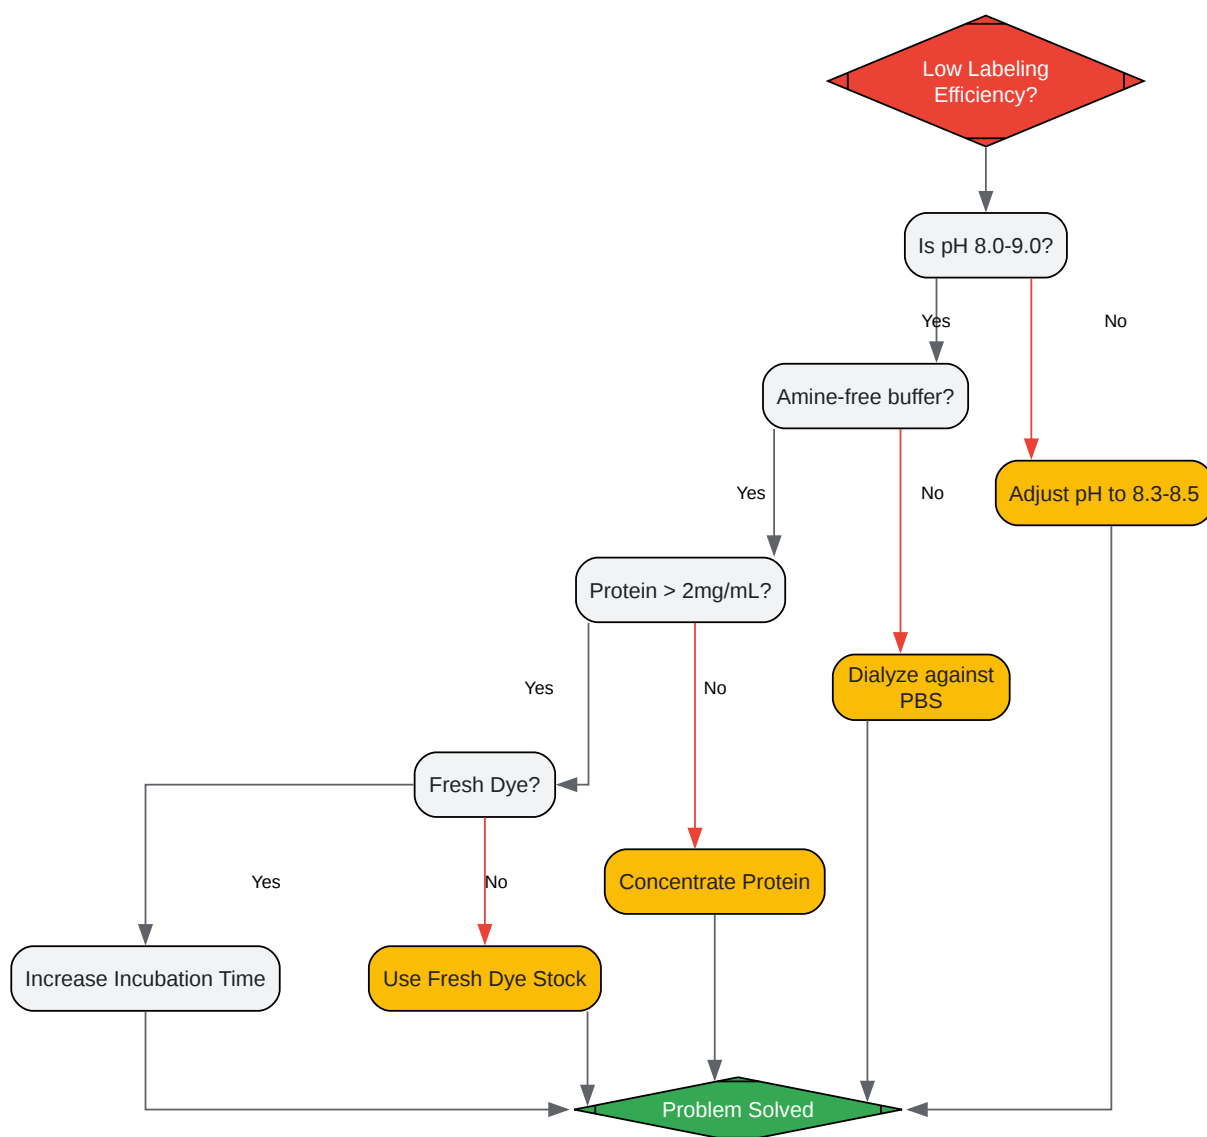 Low Labeling
Efficiency?
Is pH 8.0-9.0?
Yes
No
Amine-free buffer?
Yes
No
Adjust pH to 8.3-8.5
Protein > 2mg/mL?
Yes
No
Dialyze against
PBS
Fresh Dye?
Yes
No
Concentrate Protein
Increase Incubation Time
Use Fresh Dye Stock
Problem Solved